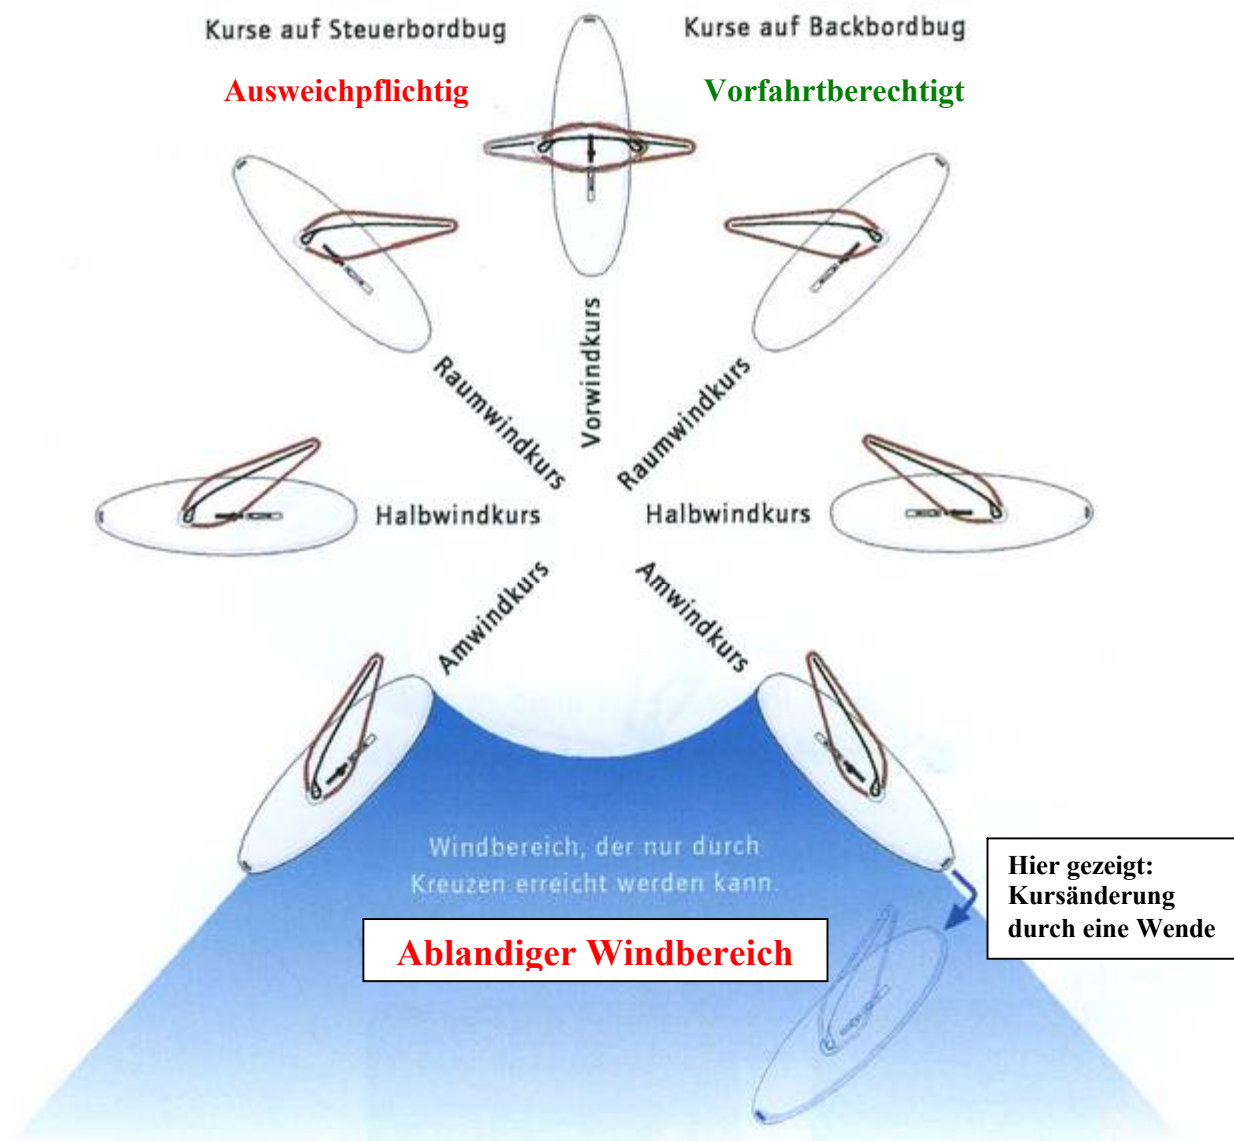 Kurse auf Steuerbordbug
Kurse auf Backbordbug
Ausweichpflichtig
Vorfahrtberechtigt
Vorwindkurs
Raumwindkurs
Raumwindkurs
Halbwindkurs
Halbwindkurs
Amwindkurs
Amwindkurs
Windbereich, der nur durch
Kreuzen erreicht werden kann.
Hier gezeigt:
Kursänderung
durch eine Wende
Ablandiger Windbereich